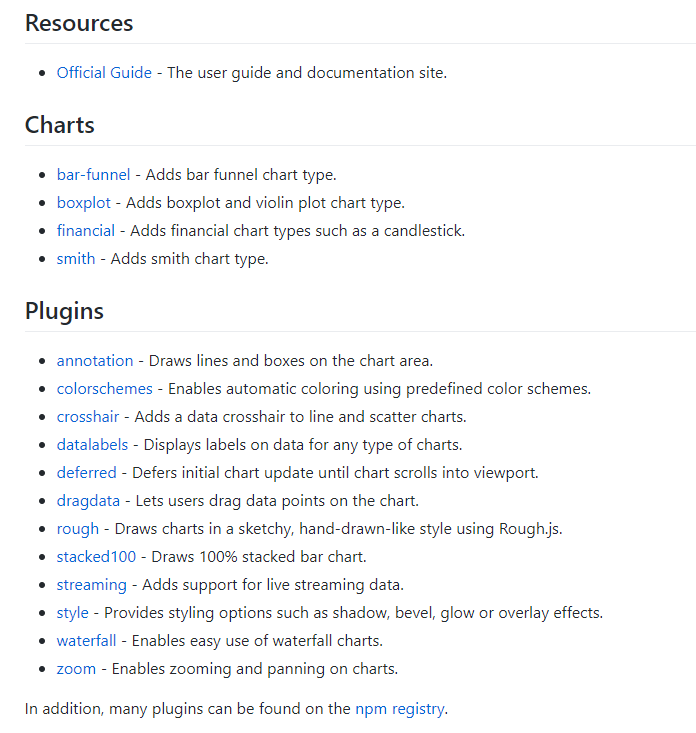 Resources
Official Guide - The user guide and documentation site.
Charts
bar-funnel - Adds bar funnel chart type.
boxplot - Adds boxplot and violin plot chart type.
financial - Adds financial chart types such as a candlestick.
smith - Adds smith chart type.
Plugins
annotation - Draws lines and boxes on the chart area.
colorschemes - Enables automatic coloring using predefined color schemes.
crosshair - Adds a data crosshair to line and scatter charts.
datalabels - Displays labels on data for any type of charts.
deferred - Defers initial chart update until chart scrolls into viewport.
dragdata - Lets users drag data points on the chart.
rough - Draws charts in a sketchy, hand-drawn-like style using Rough.js.
stacked100 - Draws 100% stacked bar chart.
streaming - Adds support for live streaming data.
style - Provides styling options such as shadow, bevel, glow or overlay effects.
waterfall - Enables easy use of waterfall charts.
zoom - Enables zooming and panning on charts.
In addition, many plugins can be found on the npm registry.